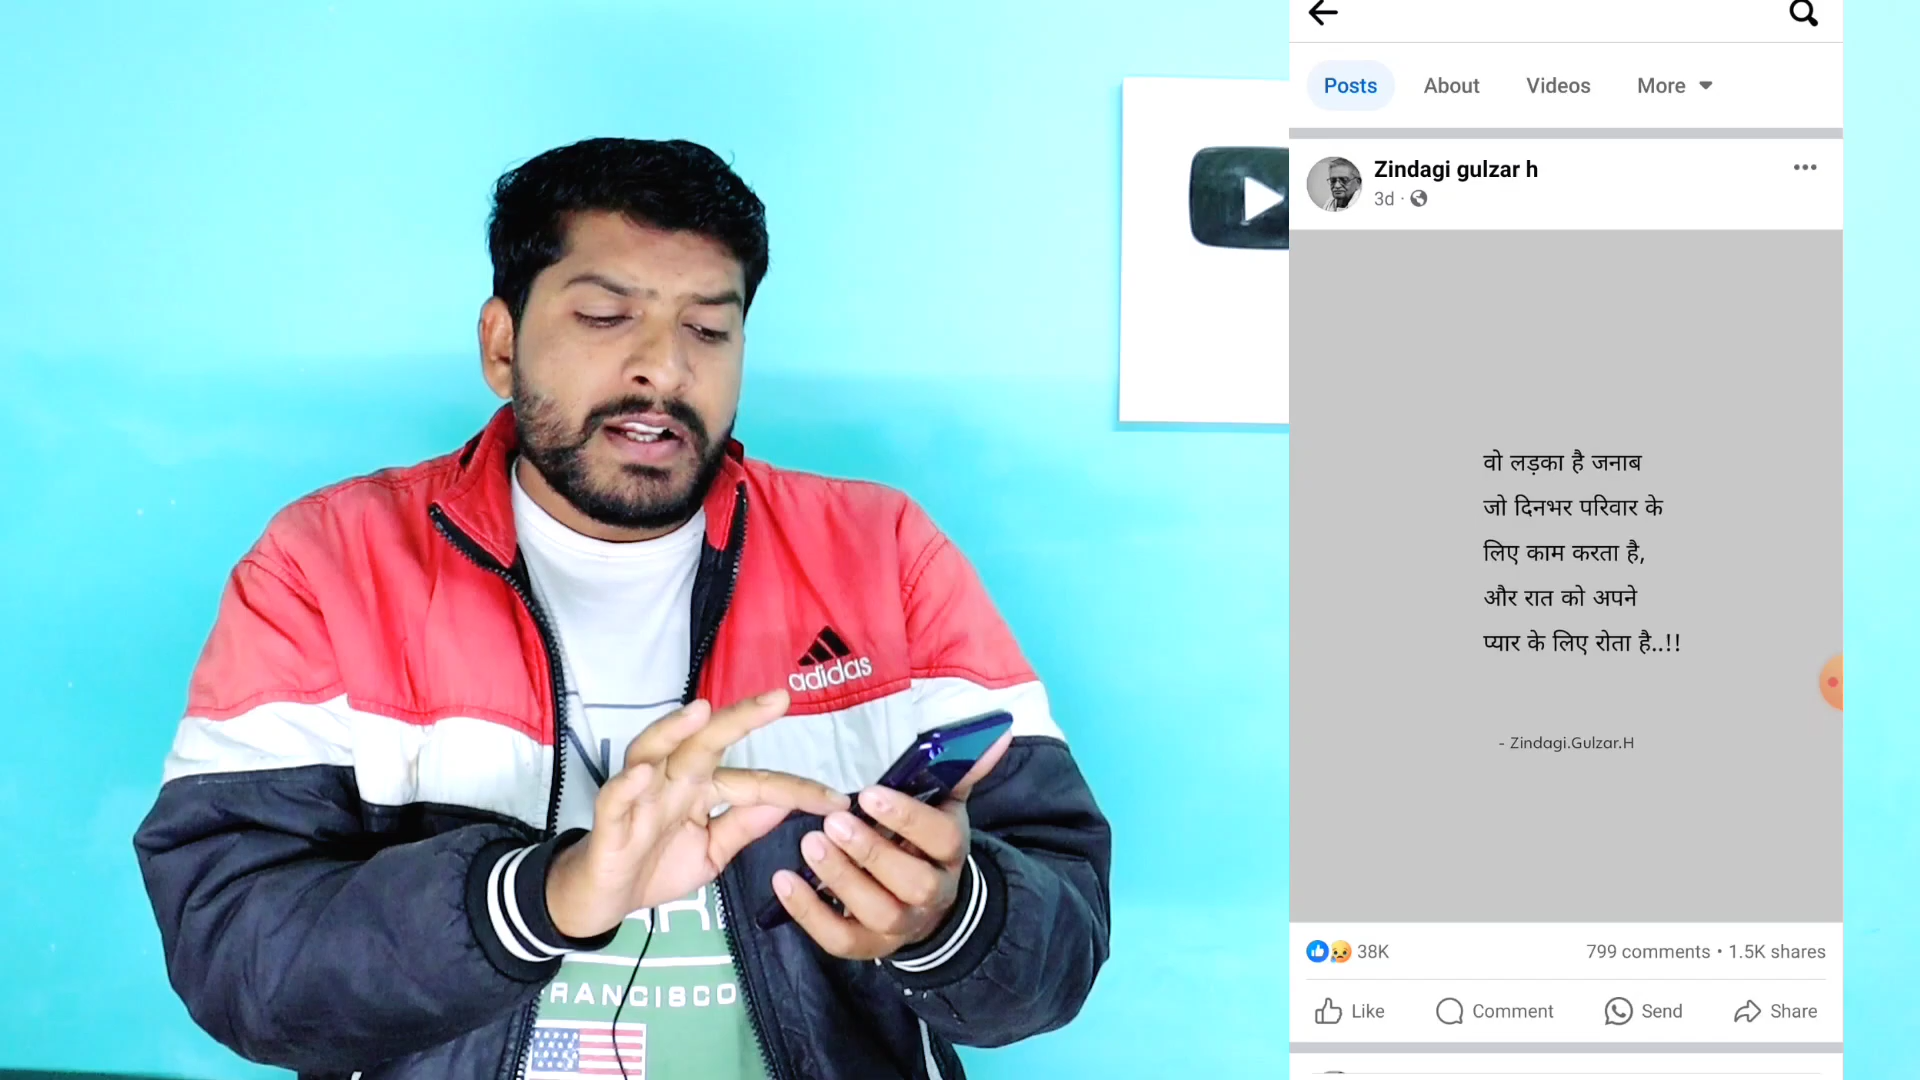 Posts About Videos More
Zindagi gulzar h
3d ·
वो लड़का है जनाब
जो दिनभर परिवार के
लिए काम करता है,
और रात को अपने
प्यार के लिए रोता है..!!
- Zindagi.Gulzar.H
38K 799 comments • 1.5K shares
Like Comment Send Share
adidas
FRANCISCO